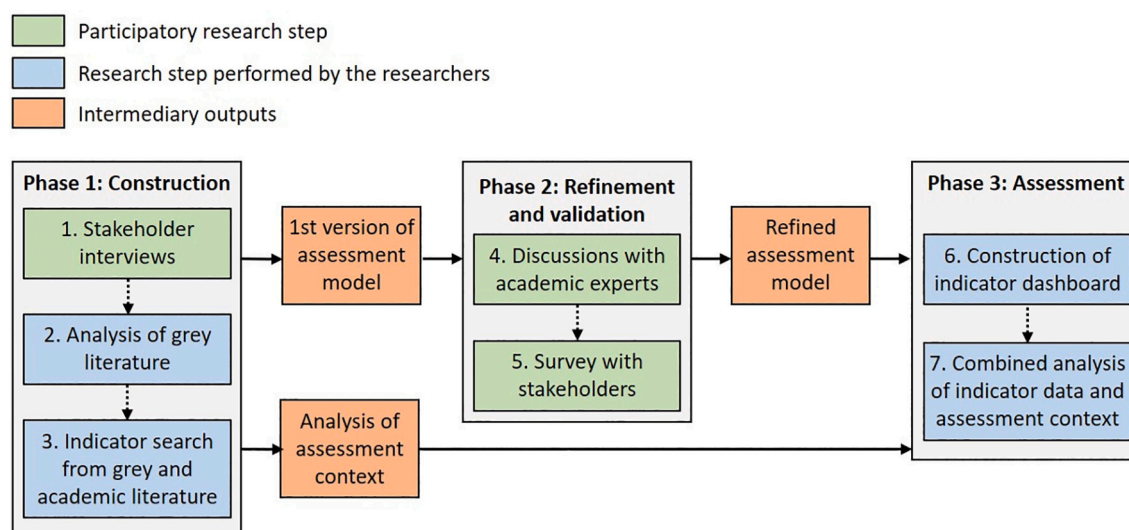 Participatory research step
Research step performed by the researchers
Intermediary outputs
Phase 1: Construction
1. Stakeholder
interviews
2. Analysis of grey
literature
3. Indicator search
from grey and
academic literature
1st version of
assessment
model
Analysis of
assessment
context
Phase 2: Refinement
and validation
4. Discussions with
academic experts
5. Survey with
stakeholders
Refined
assessment
model
Phase 3: Assessment
6. Construction of
indicator dashboard
7. Combined analysis
of indicator data and
assessment context